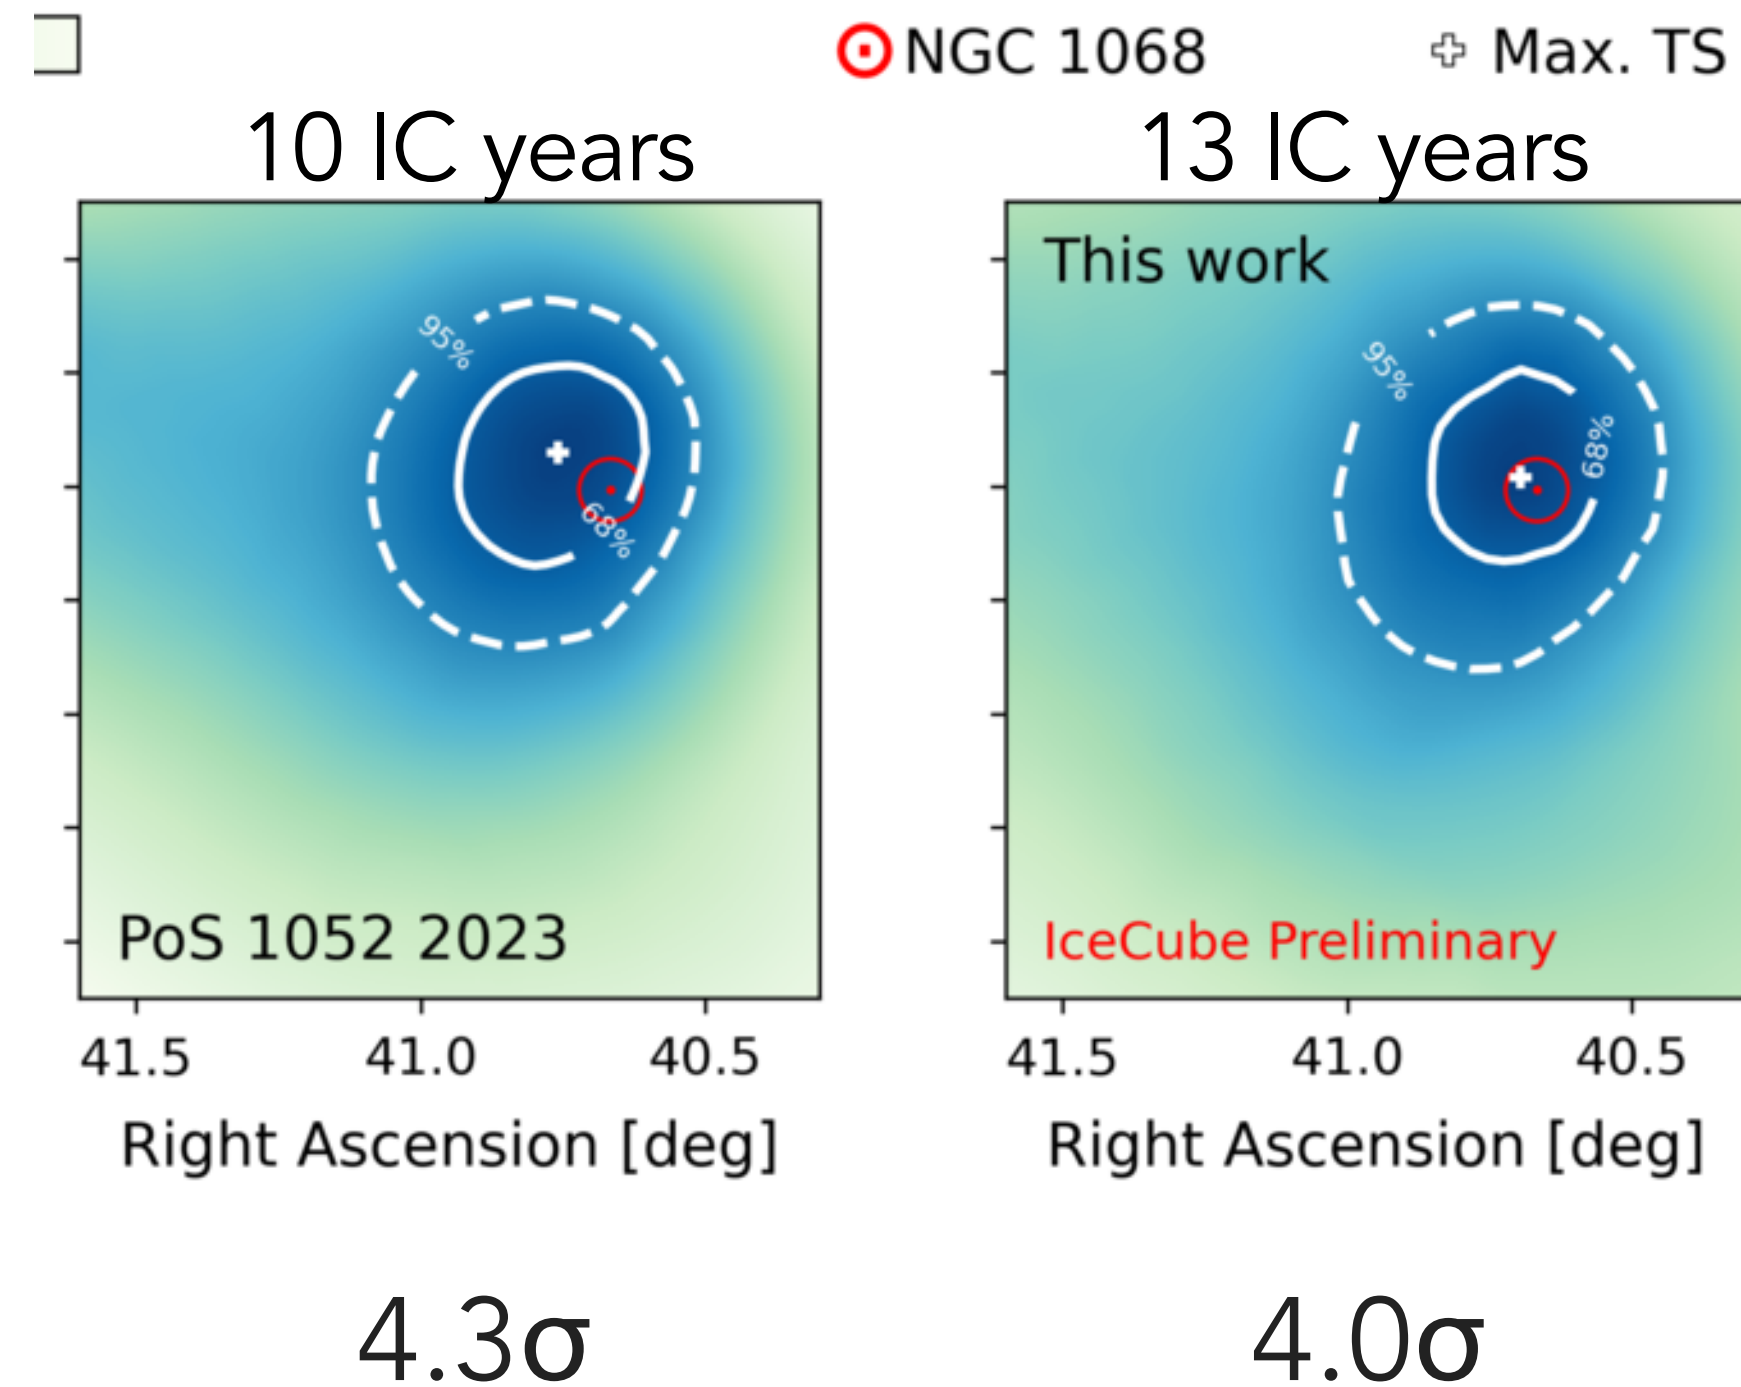 NGC 1068 Max. TS
10 IC years 13 IC years
This work
95% 95%
68% 68%
PoS 1052 2023 IceCube Preliminary
41.5 41.0 40.5 41.5 41.0 40.5
Right Ascension [deg] Right Ascension [deg]
4.3σ 4.0σ